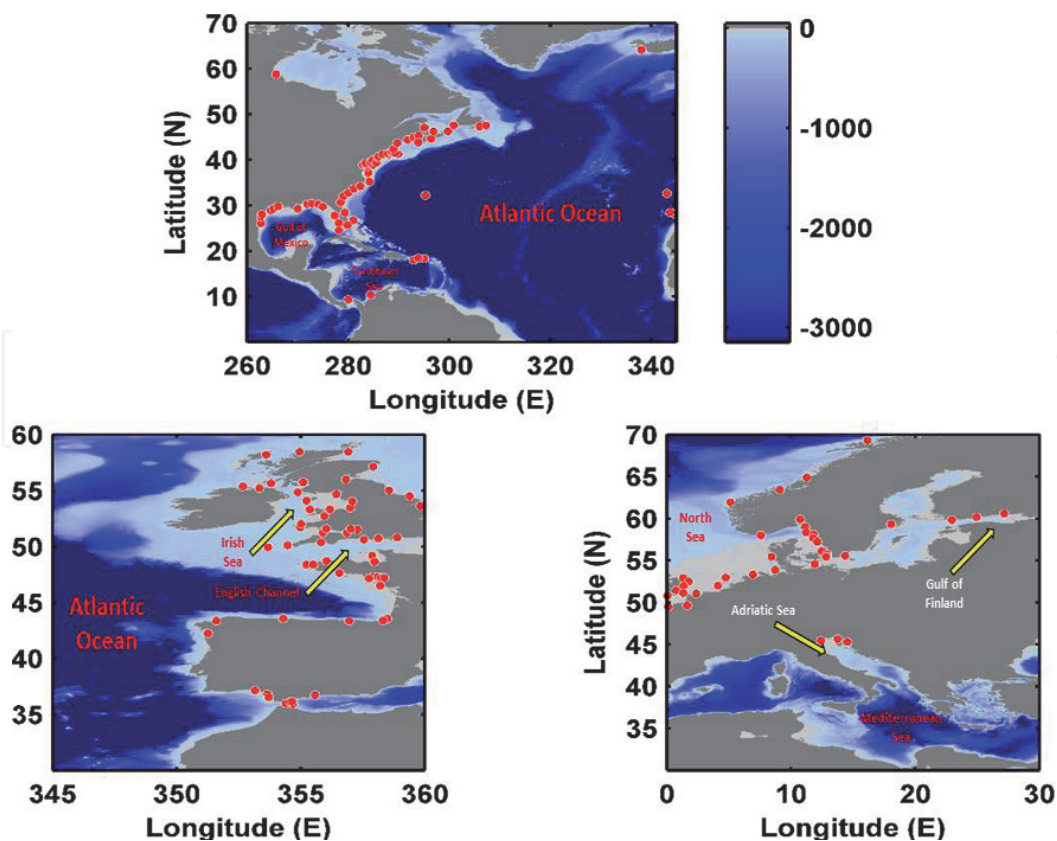 70
60
50
40
30
20
10
Latitude (N)
Atlantic Ocean
Gulf of
Mexico
Caribbean
Sea
260 280 300 320 340
Longitude (E)
0
-1000
-2000
-3000
60
50
40
35
Irish
Sea
English Channel
Atlantic
Ocean
345 350 355 360
Longitude (E)
70
65
60
55
50
45
40
35
Latitude (N)
North
Sea
Gulf of
Finland
Adriatic Sea
Mediterranean
Sea
0 10 20 30
Longitude (E)